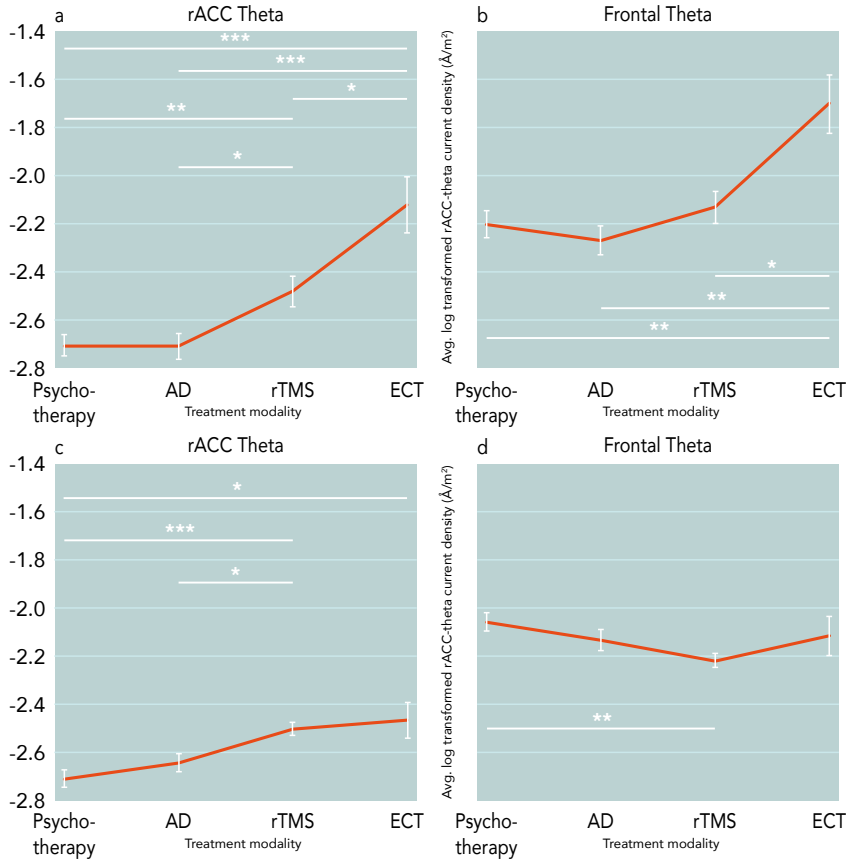 a
rACC Theta
b
Frontal Theta
-1.4
-1.6
-1.8
-2.0
-2.2
-2.4
-2.6
-2.8
***
***
*
**
*
Avg. log transformed rACC-theta current density (Å/m²)
*
**
**
Psycho-
therapy
AD
rTMS
ECT
Treatment modality
Psycho-
therapy
AD
rTMS
ECT
Treatment modality
c
rACC Theta
d
Frontal Theta
-1.4
-1.6
-1.8
-2.0
-2.2
-2.4
-2.6
-2.8
*
***
*
Avg. log transformed rACC-theta current density (Å/m²)
**
Psycho-
therapy
AD
rTMS
ECT
Treatment modality
Psycho-
therapy
AD
rTMS
ECT
Treatment modality